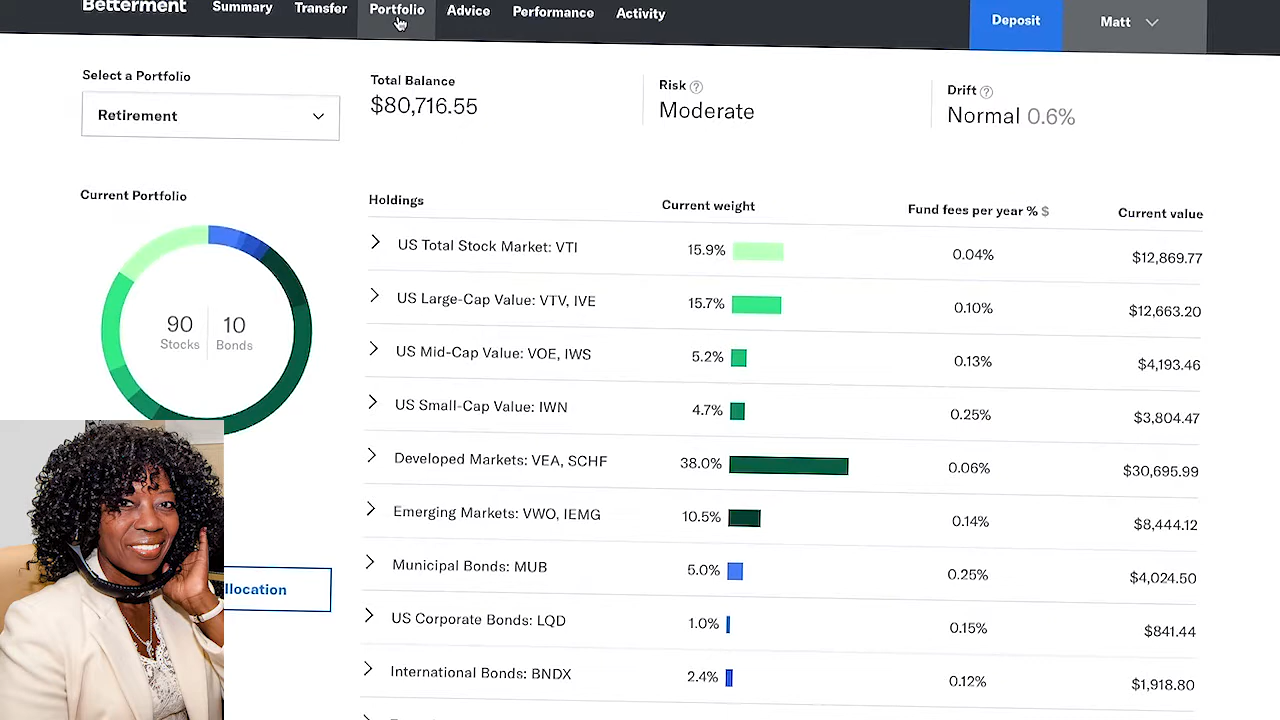 Betterment Summary Transfer Portfolio Advice Performance Activity Deposit Matt
Select a Portfolio
Retirement
Total Balance
$80,716.55
Risk ?
Moderate
Drift ?
Normal 0.6%
Current Portfolio
90 Stocks
10 Bonds
llocation
Holdings Current weight Fund fees per year % $ Current value
US Total Stock Market: VTI 15.9% 0.04% $12,869.77
US Large-Cap Value: VTV, IVE 15.7% 0.10% $12,663.20
US Mid-Cap Value: VOE, IWS 5.2% 0.13% $4,193.46
US Small-Cap Value: IWN 4.7% 0.25% $3,804.47
Developed Markets: VEA, SCHF 38.0% 0.06% $30,695.99
Emerging Markets: VWO, IEMG 10.5% 0.14% $8,444.12
Municipal Bonds: MUB 5.0% 0.25% $4,024.50
US Corporate Bonds: LQD 1.0% 0.15% $841.44
International Bonds: BNDX 2.4% 0.12% $1,918.80